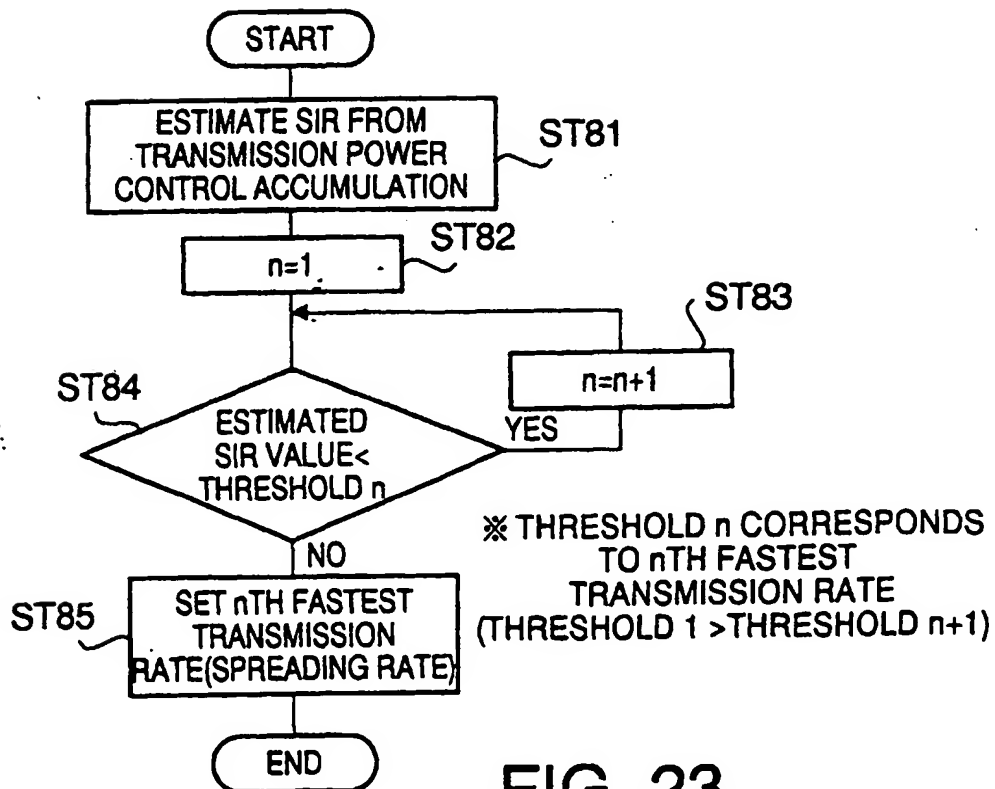 START
ESTIMATE SIR FROM
TRANSMISSION POWER
CONTROL ACCUMULATION
ST81
n=1
ST82
ST83
n=n+1
ST84
ESTIMATED
SIR VALUE<
THRESHOLD n
YES
NO
※ THRESHOLD n CORRESPONDS
TO nTH FASTEST
TRANSMISSION RATE
(THRESHOLD 1 >THRESHOLD n+1)
ST85
SET nTH FASTEST
TRANSMISSION
RATE(SPREADING RATE)
END
FIG. 23